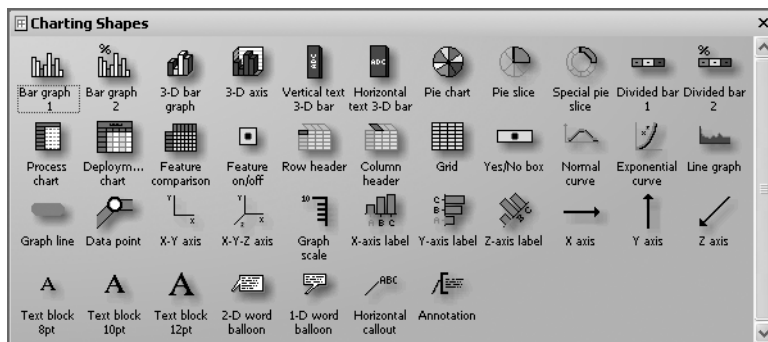 Charting Shapes
Bar graph 1
Bar graph 2
3-D bar graph
3-D axis
Vertical text 3-D bar
Horizontal text 3-D bar
Pie chart
Pie slice
Special pie slice
Divided bar 1
Divided bar 2
Process chart
Deploym... chart
Feature comparison
Feature on/off
Row header
Column header
Grid
Yes/No box
Normal curve
Exponential curve
Line graph
Graph line
Data point
X-Y axis
X-Y-Z axis
Graph scale
X-axis label
Y-axis label
Z-axis label
X axis
Y axis
Z axis
Text block 8pt
Text block 10pt
Text block 12pt
2-D word balloon
1-D word balloon
Horizontal callout
Annotation